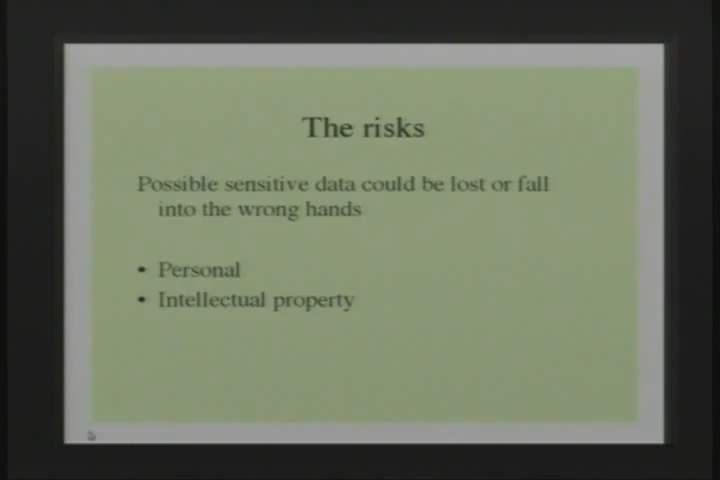 The risks
Possible sensitive data could be lost or fall
into the wrong hands
• Personal
• Intellectual property